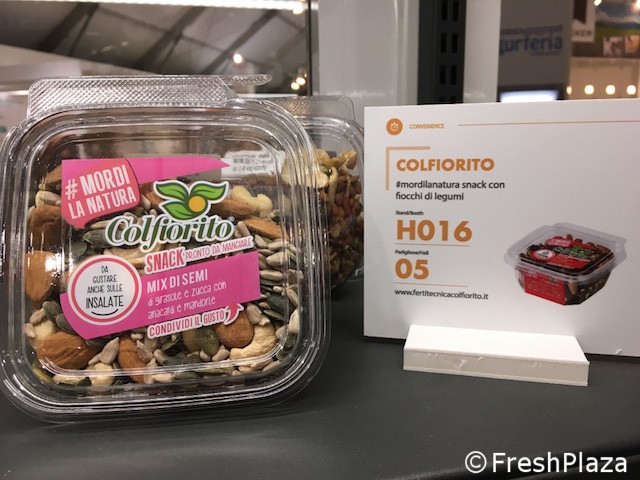 #MORDI
LA NATURA
Colfiorito
SNACK PRONTO DA MANGIARE
DA
GUSTARE
ANCHE SULLE
INSALATE
MIX DI SEMI
di girasole e zucca con
anacardi e mandorle
CONDIVIDI IL GUSTO
CONVENIENCE
COLFIORITO
#mordilanatura snack con
fiocchi di legumi
Stand/Booth
H016
Padiglione/Hall
05
www.fertitecnicacolfiorito.it
©FreshPlaza